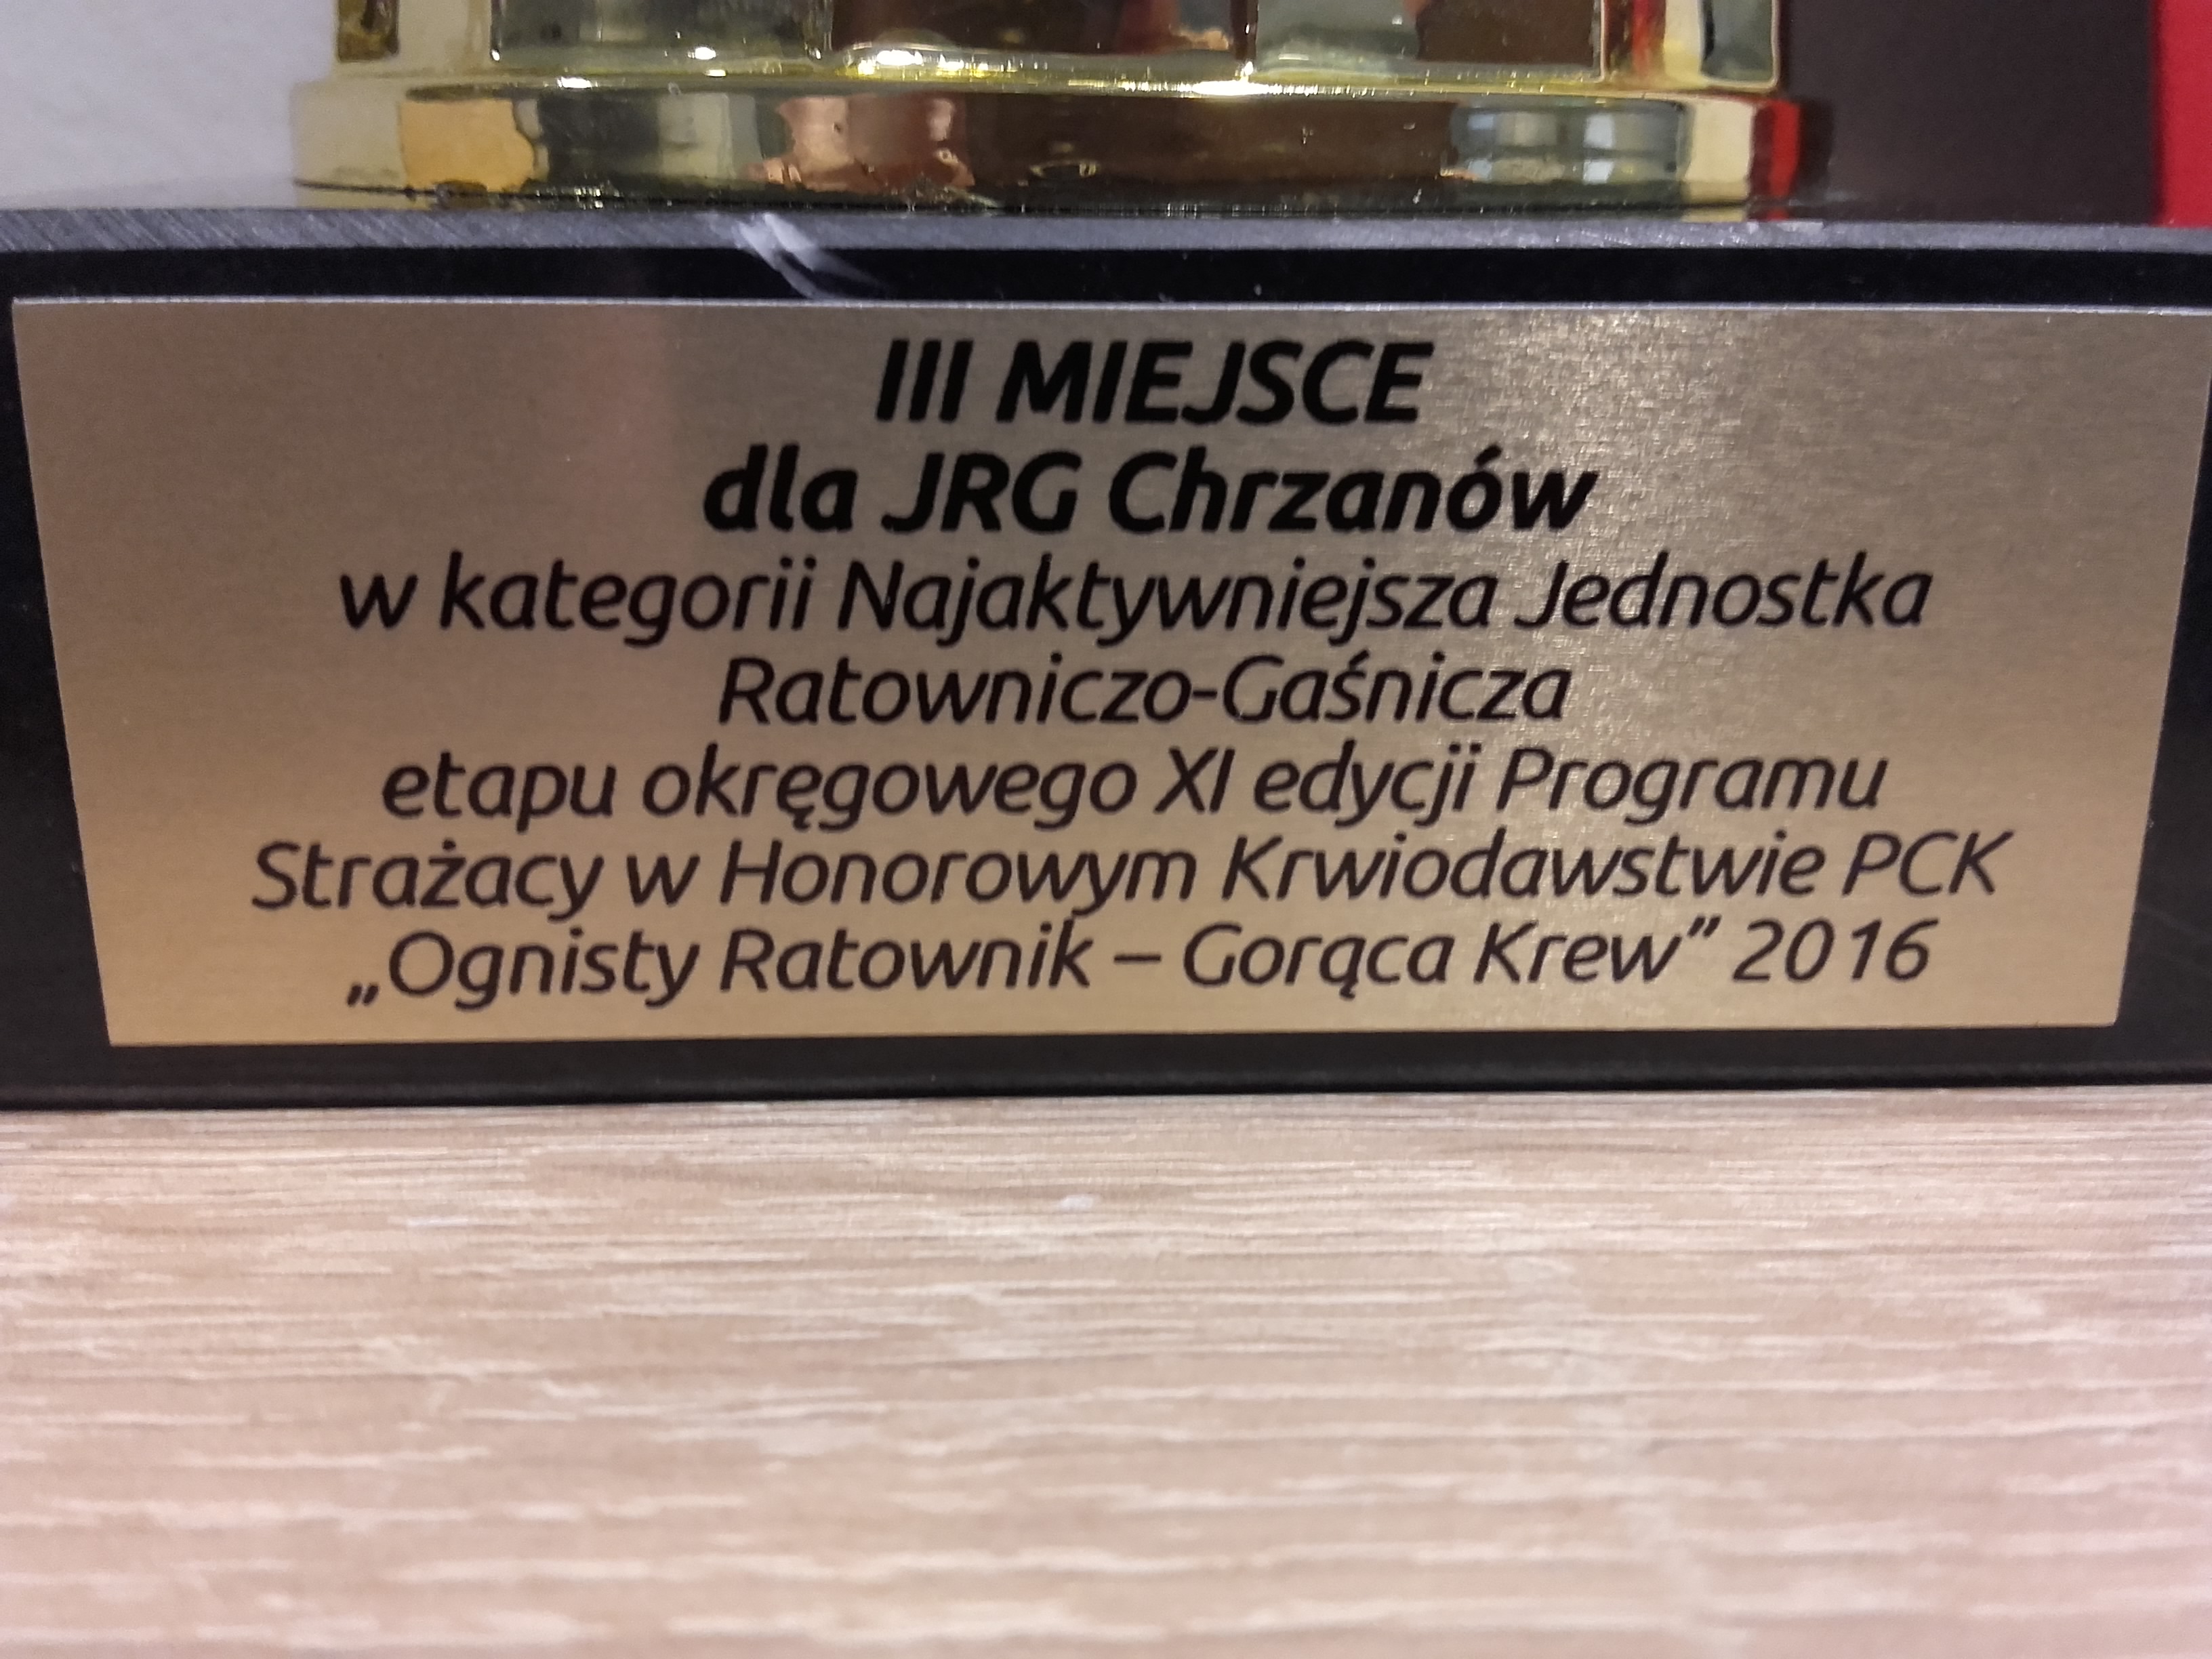 III MIEJSCE
dla JRG Chrzanów
w kategorii Najaktywniejsza Jednostka
Ratowniczo-Gaśnicza
etapu okręgowego XI edycji Programu
Strażacy w Honorowym Krwiodawstwie PCK
„Ognisty Ratownik – Gorąca Krew” 2016